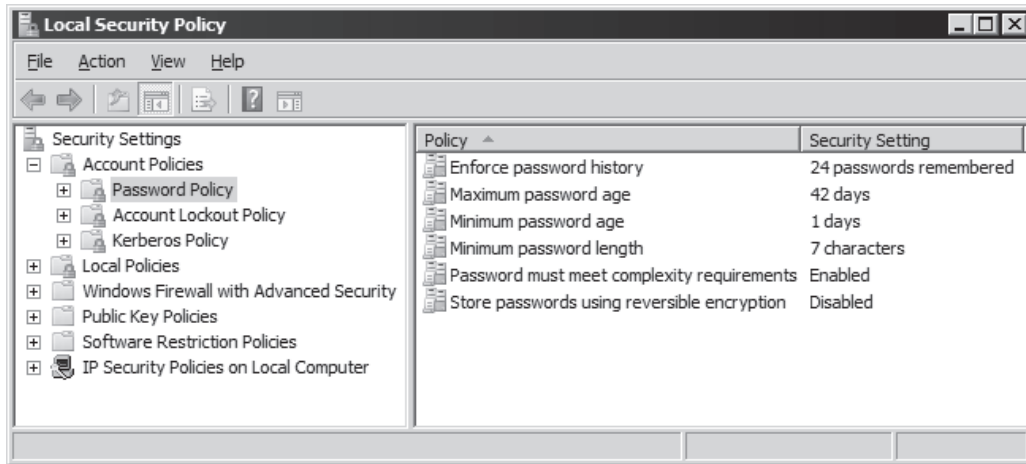 Local Security Policy
File Action View Help
Security Settings
Account Policies
Password Policy
Account Lockout Policy
Kerberos Policy
Local Policies
Windows Firewall with Advanced Security
Public Key Policies
Software Restriction Policies
IP Security Policies on Local Computer
Policy Security Setting
Enforce password history 24 passwords remembered
Maximum password age 42 days
Minimum password age 1 days
Minimum password length 7 characters
Password must meet complexity requirements Enabled
Store passwords using reversible encryption Disabled